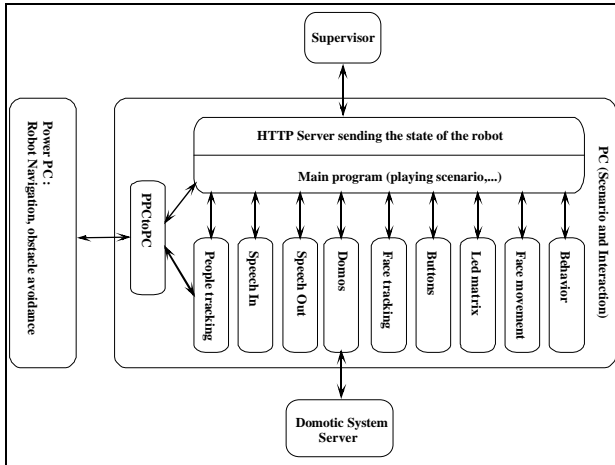 Supervisor
HTTP Server sending the state of the robot
Main program (playing scenario,...)
Power PC :
Robot Navigation, obstacle avoidance
PPCtoPC
People tracking
Speech In
Speech Out
Domos
Face tracking
Buttons
Led matrix
Face movement
Behavior
PC (Scenario and Interaction)
Domotic System
Server